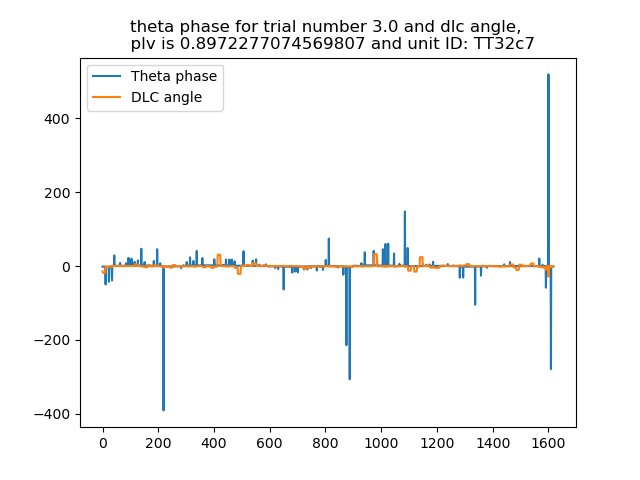 theta phase for trial number 3.0 and dlc angle,
plv is 0.8972277074569807 and unit ID: TT32c7
Theta phase
DLC angle
400
200
0
−200
−400
0 200 400 600 800 1000 1200 1400 1600